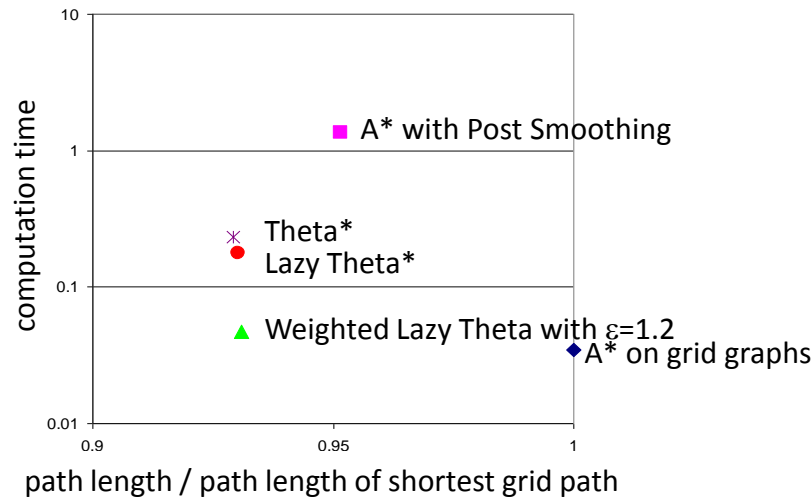 10
A* with Post Smoothing
1
computation time
Theta*
Lazy Theta*
0.1
Weighted Lazy Theta with ε=1.2
A* on grid graphs
0.01
0.9 0.95 1
path length / path length of shortest grid path